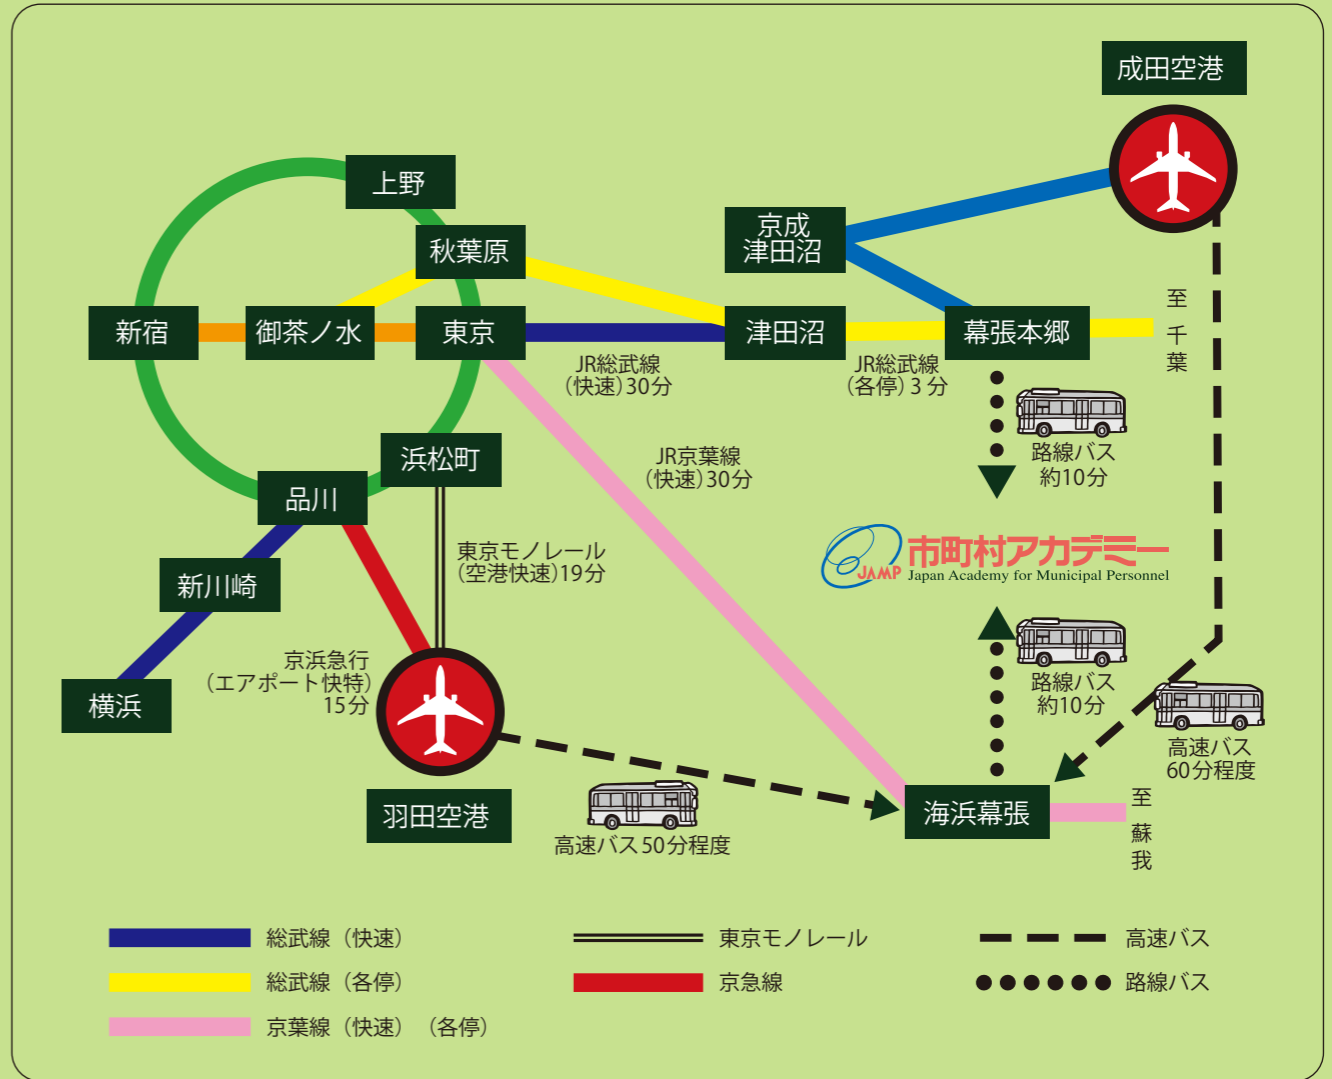 成田空港
上野
京成
津田沼
秋葉原
新宿
御茶ノ水
東京
津田沼
幕張本郷
至
千
葉
JR総武線
(快速)30分
JR総武線
(各停)3分
路線バス
約10分
浜松町
JR京葉線
(快速)30分
品川
東京モノレール
(空港快速)19分
JAMP
市町村アカデミー
Japan Academy for Municipal Personnel
新川崎
京浜急行
(エアポート快特)
15分
横浜
路線バス
約10分
高速バス
60分程度
羽田空港
高速バス50分程度
海浜幕張
至
蘇
我
総武線（快速）
東京モノレール
高速バス
総武線（各停）
京急線
路線バス
京葉線（快速）（各停）